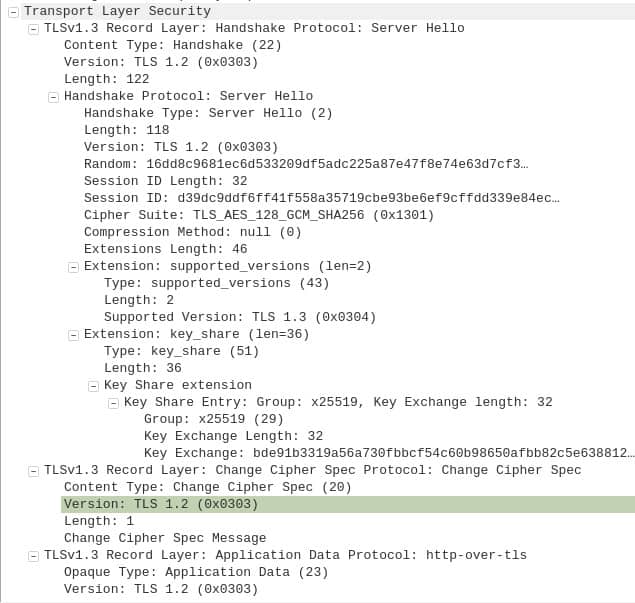 Transport Layer Security
TLSv1.3 Record Layer: Handshake Protocol: Server Hello
Content Type: Handshake (22)
Version: TLS 1.2 (0x0303)
Length: 122
Handshake Protocol: Server Hello
Handshake Type: Server Hello (2)
Length: 118
Version: TLS 1.2 (0x0303)
Random: 16dd8c9681ec6d533209df5adc225a87e47f8e74e63d7cf3…
Session ID Length: 32
Session ID: d39dc9ddf6ff41f558a35719cbe93be6ef9cffdd339e84ec…
Cipher Suite: TLS_AES_128_GCM_SHA256 (0x1301)
Compression Method: null (0)
Extensions Length: 46
Extension: supported_versions (len=2)
Type: supported_versions (43)
Length: 2
Supported Version: TLS 1.3 (0x0304)
Extension: key_share (len=36)
Type: key_share (51)
Length: 36
Key Share extension
Key Share Entry: Group: x25519, Key Exchange length: 32
Group: x25519 (29)
Key Exchange Length: 32
Key Exchange: bde91b3319a56a730fbbcf54c60b98650afbb82c5e638812…
TLSv1.3 Record Layer: Change Cipher Spec Protocol: Change Cipher Spec
Content Type: Change Cipher Spec (20)
Version: TLS 1.2 (0x0303)
Length: 1
Change Cipher Spec Message
TLSv1.3 Record Layer: Application Data Protocol: http-over-tls
Opaque Type: Application Data (23)
Version: TLS 1.2 (0x0303)